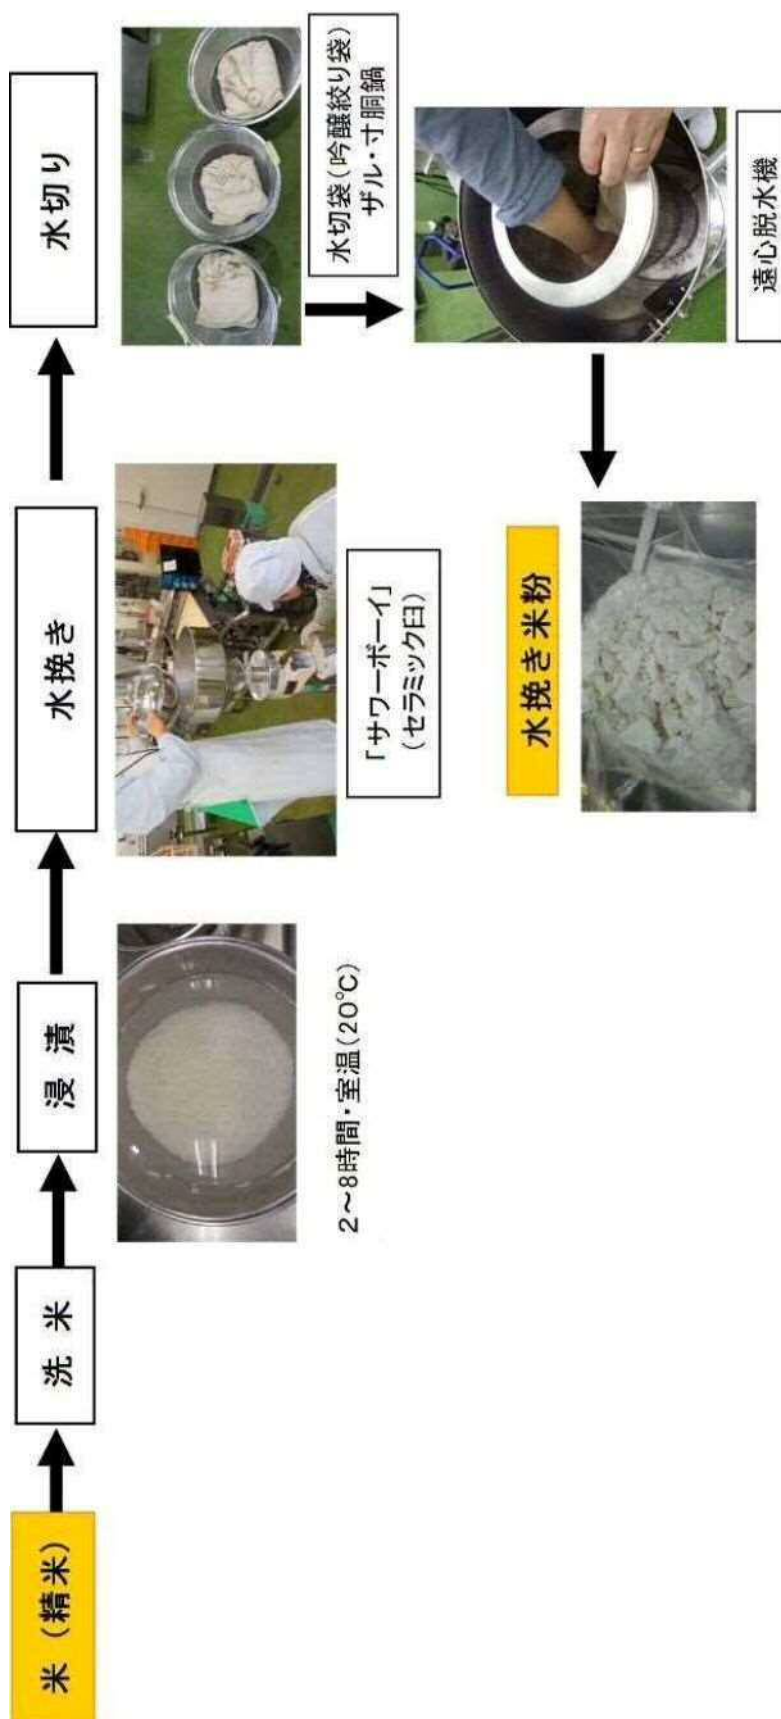 米（精米）
洗 米
浸 漬
2～8時間・室温（20℃）
水挽き
「サワーボーイ」
（セラミック臼）
水切り
水切袋（吟醸絞り袋）
ザル・寸胴鍋
遠心脱水機
水挽き米粉